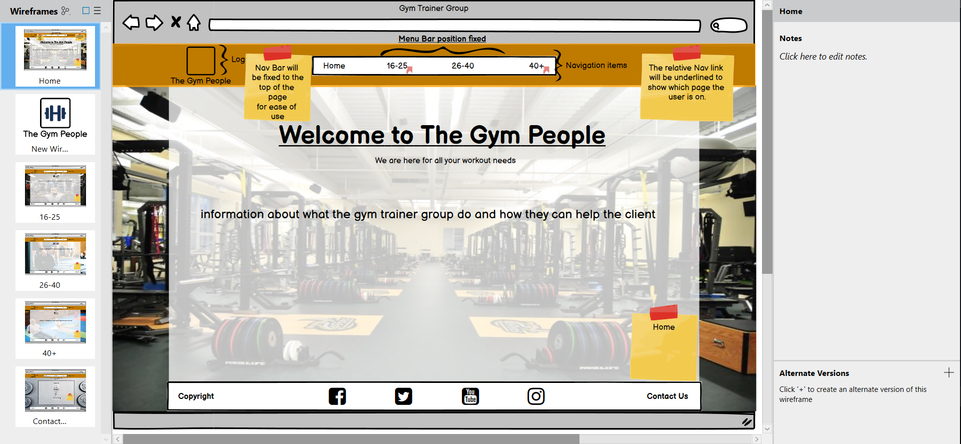 Wireframes
Home
The Gym People
New Wir...
16-25
26-40
40+
Contact...
Gym Trainer Group
Menu Bar position fixed
Log
The Gym People
Nav Bar will
be fixed to the
top of the
page
for ease of
use
Home 16-25 26-40 40+
Navigation items
The relative Nav link
will be underlined to
show which page the
user is on.
Welcome to The Gym People
We are here for all your workout needs
information about what the gym trainer group do and how they can help the client
Home
Copyright
You
Tube
Contact Us
Home
Notes
Click here to edit notes.
Alternate Versions
Click '+' to create an alternate version of this
wireframe